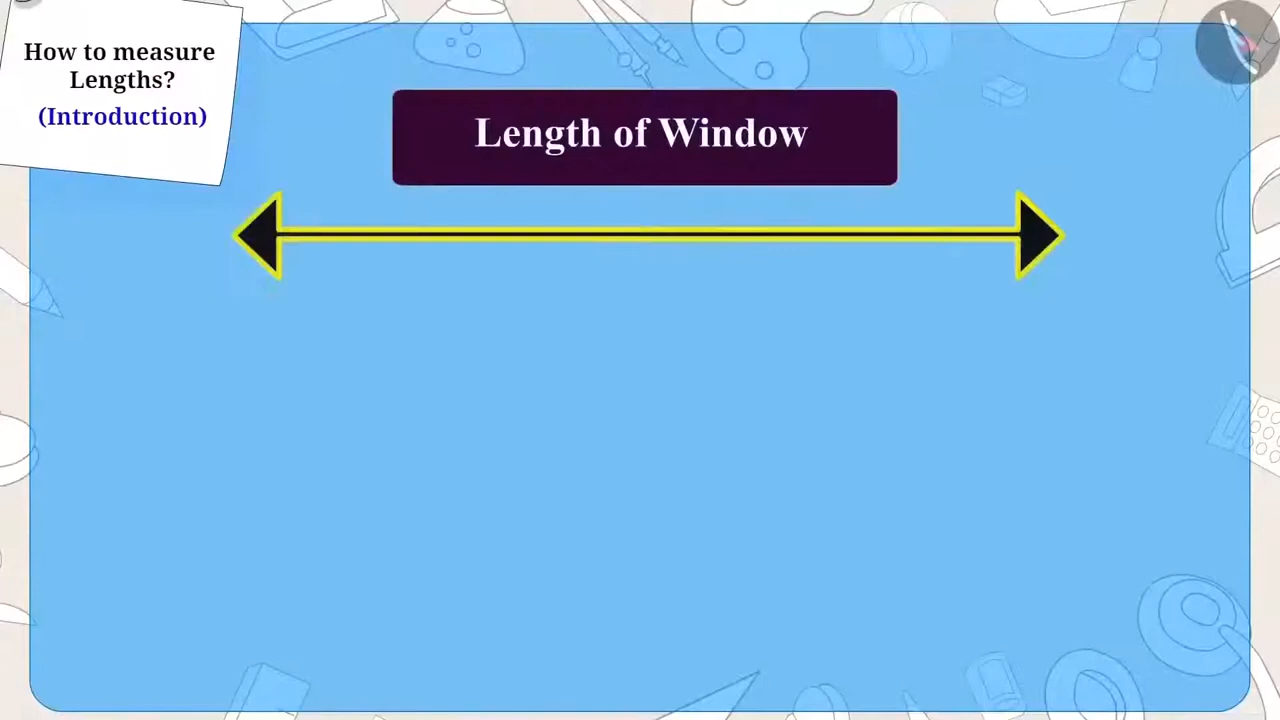 How to measure
Lengths?
(Introduction)
Length of Window